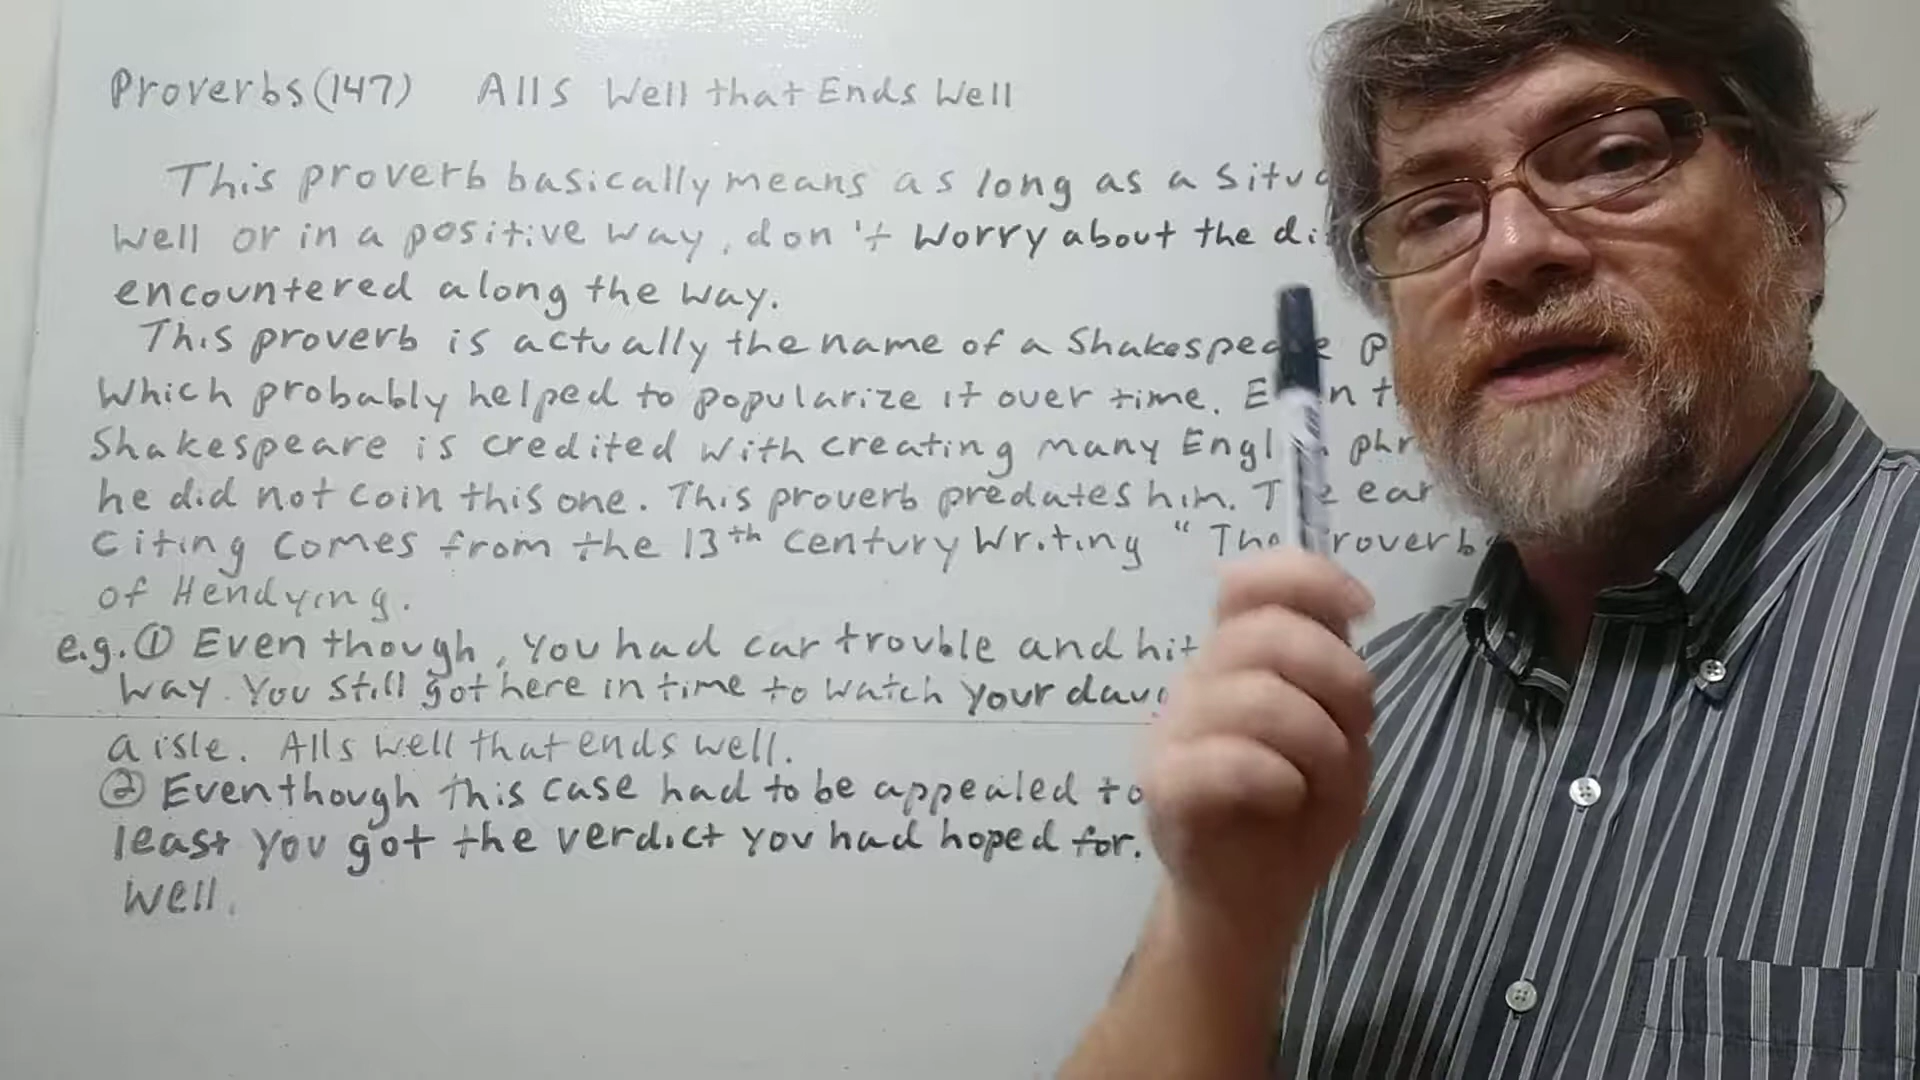 Proverbs (147) Alls Well that Ends Well
This proverb basically means as long as a
well or in a positive way, don't worry about the
encountered along the way.
This proverb is actually the name of a Shakespeare
Which probably helped to popularize it over time.
Shakespeare is credited with creating many
he did not coin this one. This proverb predates him.
Citing comes from the 13th century writing "The Proverbs
of Hendying.
e.g. ① Even though, you had car trouble and hit
way. You still got here in time to watch your
aisle. Alls well that ends well.
② Eventhough this case had to be appealed to
least you got the verdict you had hoped for.
well.